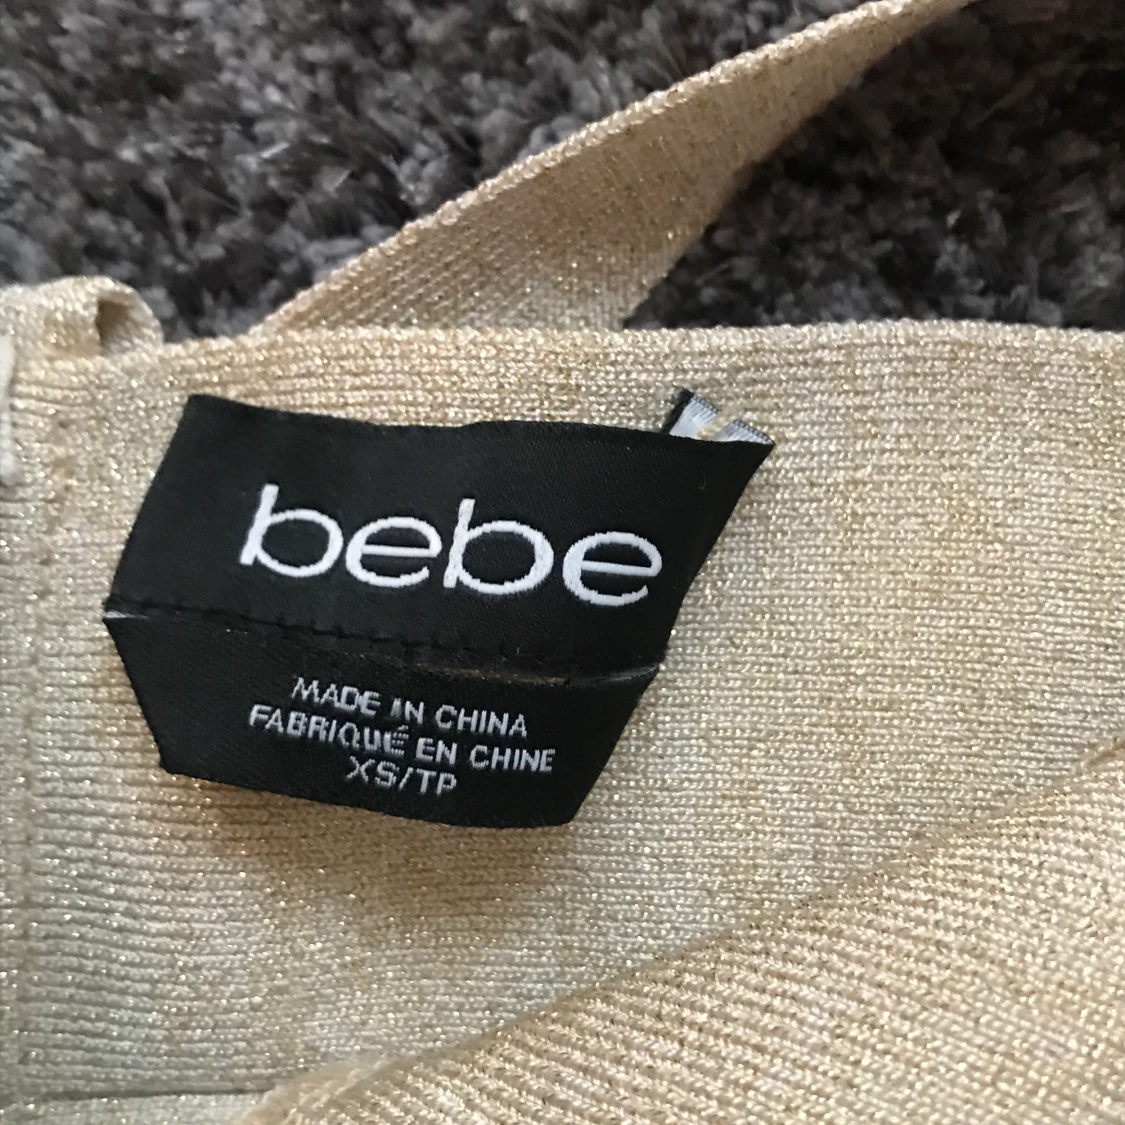 bebe
MADE IN CHINA
FABRIQUÉ EN CHINE
XS/TP